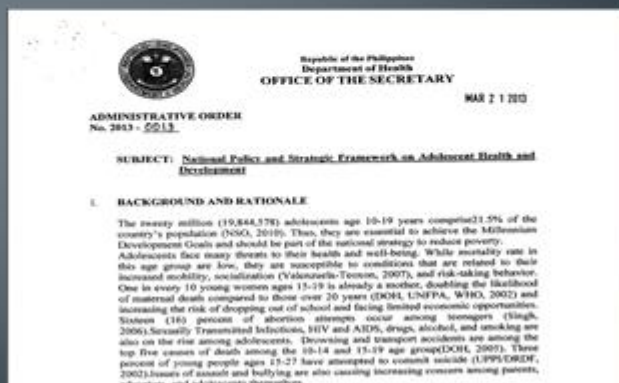 Republic of the Philippines
Department of Health
OFFICE OF THE SECRETARY
MAR 21 2013
ADMINISTRATIVE ORDER
No. 2013 - 0013
SUBJECT: National Policy and Strategic Framework on Adolescent Health and
Development
I. BACKGROUND AND RATIONALE
The twenty million (19,844,578) adolescents age 10-19 years comprise21.5% of the
country's population (NSO, 2010). Thus, they are essential to achieve the Millennium
Development Goals and should be part of the national strategy to reduce poverty.
Adolescents face many threats to their health and well-being. While mortality rate in
this age group are low, they are susceptible to conditions that are related to their
increased mobility, socialization (Valenzuela-Tecson, 2007), and risk-taking behavior.
One in every 10 young women ages 15-19 is already a mother, doubling the likelihood
of maternal death compared to those over 20 years (DOH, UNFPA, WHO, 2002) and
increasing the risk of dropping out of school and facing limited economic opportunities.
Sixteen (16) percent of abortion attempts occur among teenagers (Singh,
2006).Sexually Transmitted Infections, HIV and AIDS, drugs, alcohol, and smoking are
also on the rise among adolescents. Drowning and transport accidents are among the
top five causes of death among the 10-14 and 15-19 age group(DOH, 2005). Three
percent of young people ages 15-27 have attempted to commit suicide (UPPI/DRDF,
2002).Issues of assault and bullying are also causing increasing concern among parents,